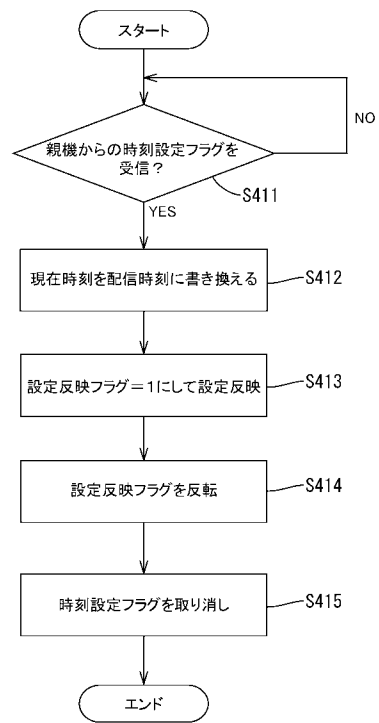 スタート
NO
親機からの時刻設定フラグを
受信？
S411
YES
現在時刻を配信時刻に書き換える
S412
設定反映フラグ＝1にして設定反映
S413
設定反映フラグを反転
S414
時刻設定フラグを取り消し
S415
エンド